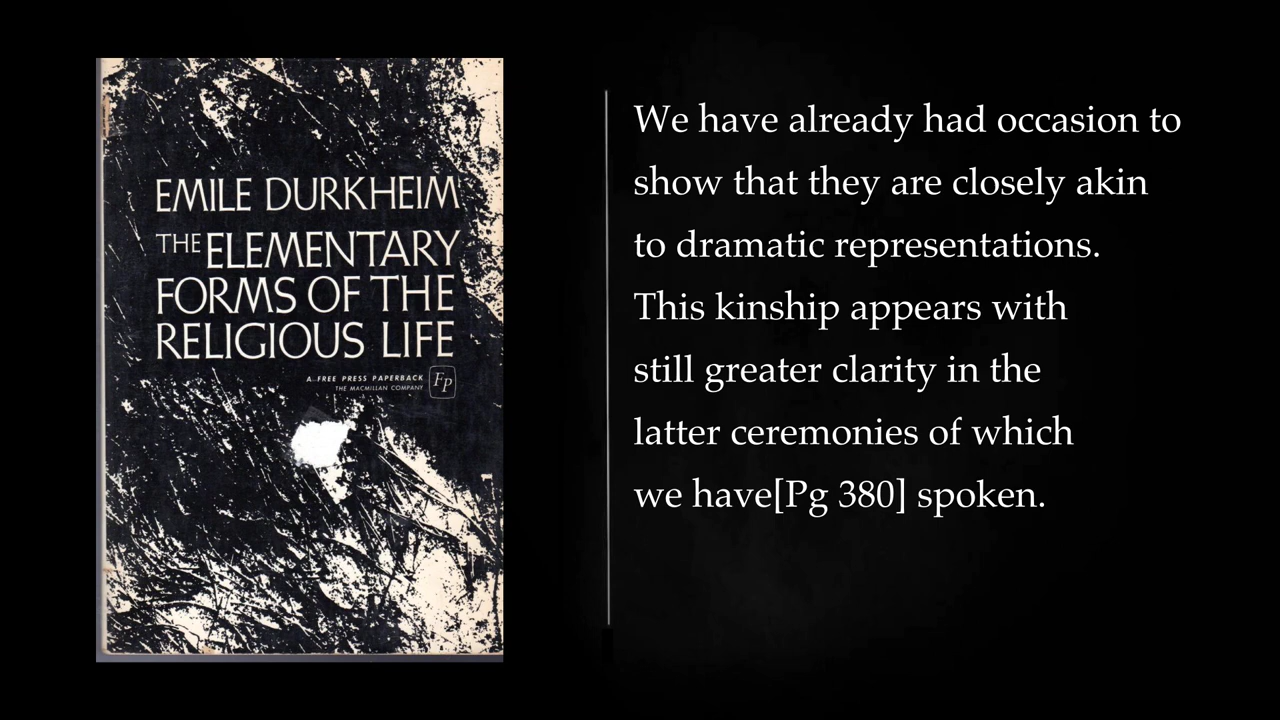 EMILE DURKHEIM
THE ELEMENTARY
FORMS OF THE
RELIGIOUS LIFE
A FREE PRESS PAPERBACK
THE MACMILLAN COMPANY
Fp
We have already had occasion to
show that they are closely akin
to dramatic representations.
This kinship appears with
still greater clarity in the
latter ceremonies of which
we have[Pg 380] spoken.